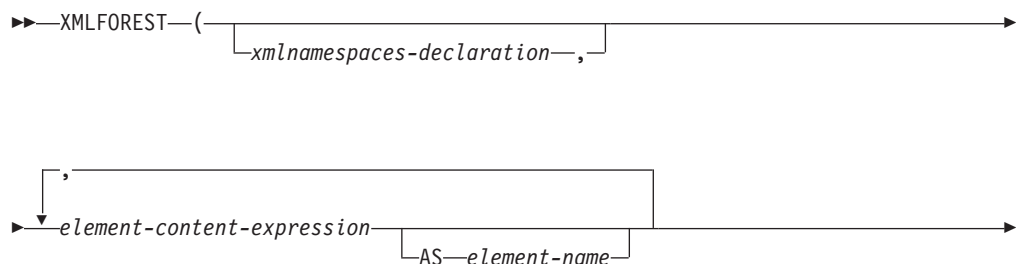 XMLFOREST (
xmlnamespaces-declaration ,
,
element-content-expression
AS element-name